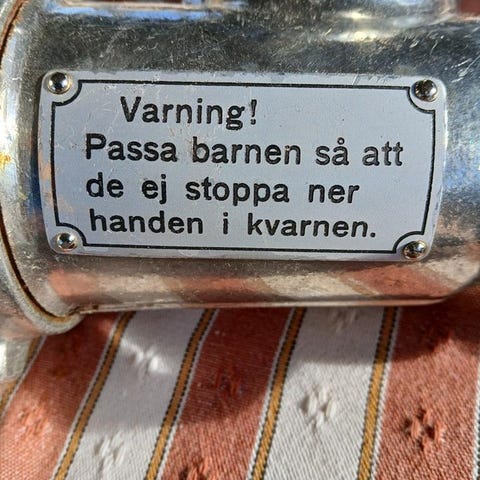 Varning!
Passa barnen så att
de ej stoppa ner
handen i kvarnen.